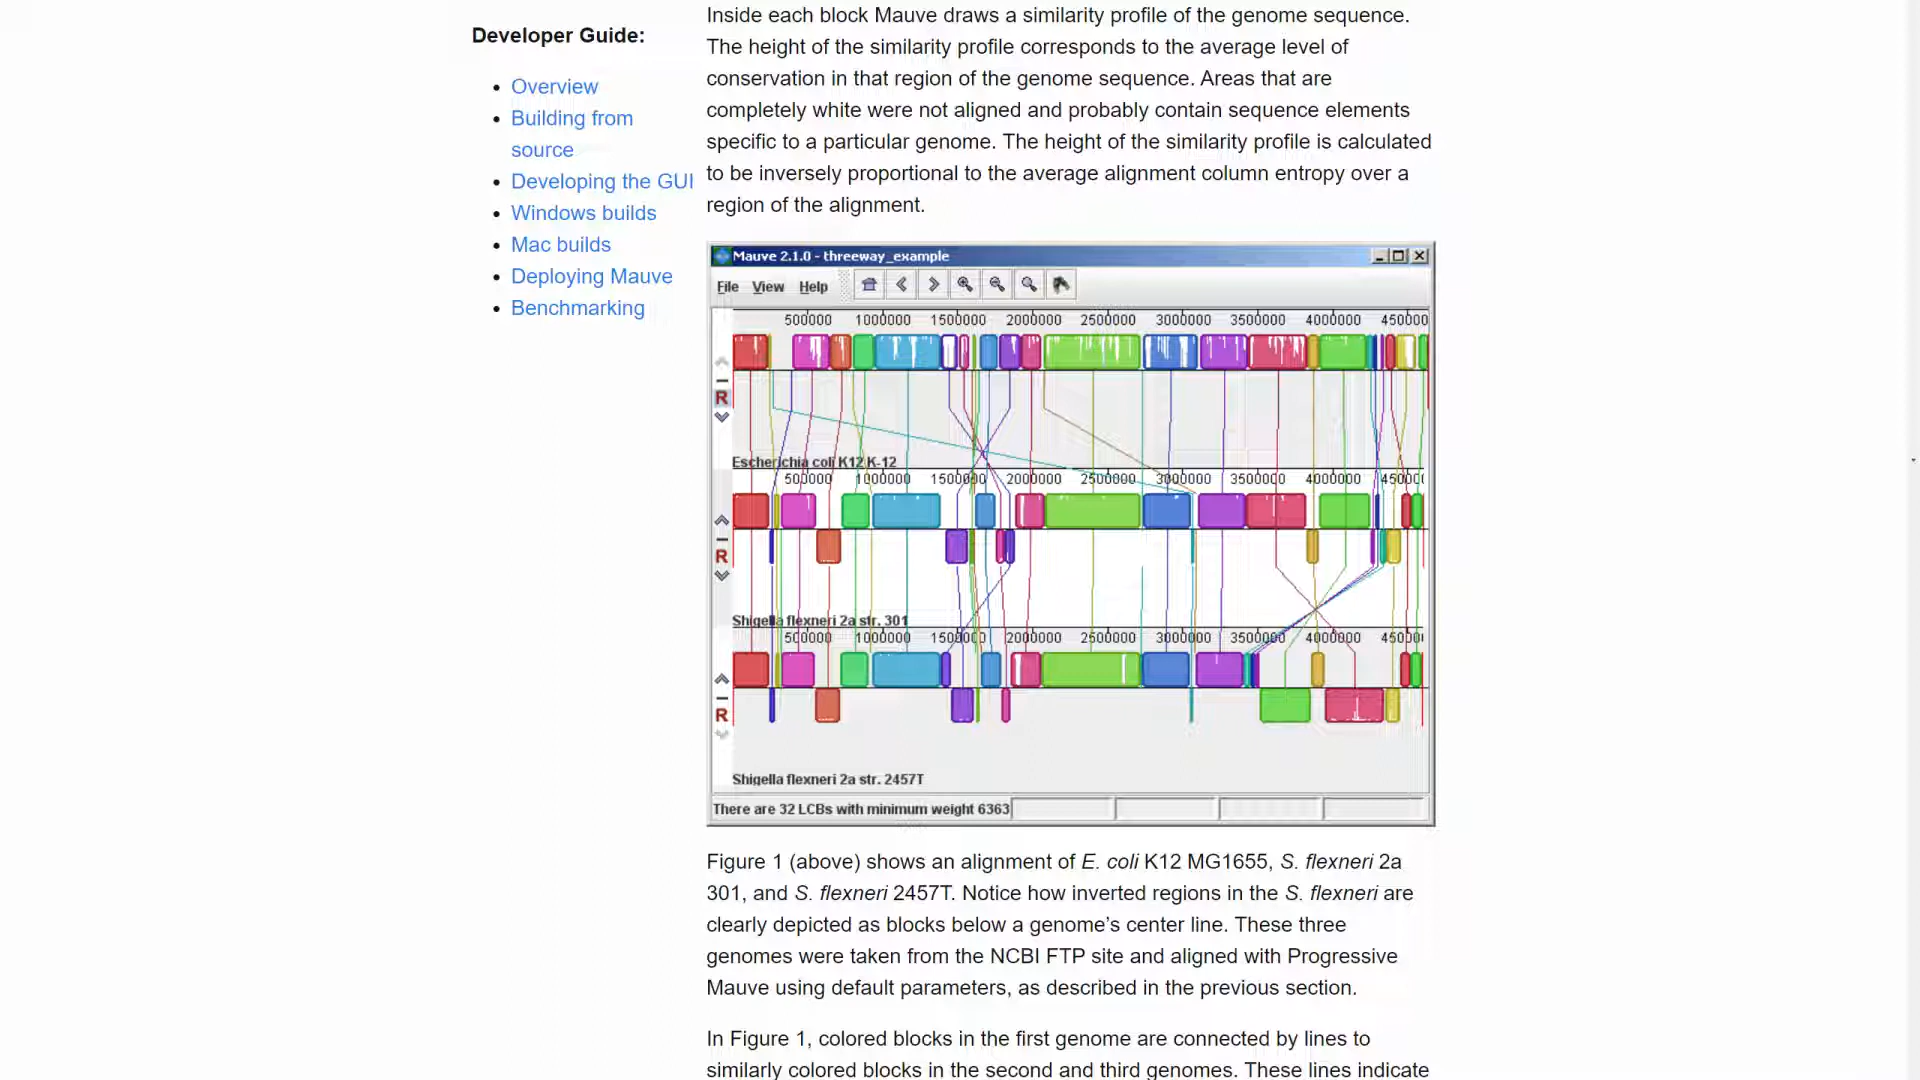 Developer Guide:
Overview
Building from
source
Developing the GUI
Windows builds
Mac builds
Deploying Mauve
Benchmarking
Inside each block Mauve draws a similarity profile of the genome sequence.
The height of the similarity profile corresponds to the average level of
conservation in that region of the genome sequence. Areas that are
completely white were not aligned and probably contain sequence elements
specific to a particular genome. The height of the similarity profile is calculated
to be inversely proportional to the average alignment column entropy over a
region of the alignment.
Mauve 2.1.0 - threeway_example
File View Help
500000 1000000 1500000 2000000 2500000 3000000 3500000 4000000 450000
R
Escherichia coli K12 K-12
500000 1000000 1500000 2000000 2500000 3000000 3500000 4000000 45000
R
Shigella flexneri 2a str. 301
500000 1000000 1500000 2000000 2500000 3000000 3500000 4000000 45000
R
Shigella flexneri 2a str. 2457T
There are 32 LCBs with minimum weight 6363
Figure 1 (above) shows an alignment of E. coli K12 MG1655, S. flexneri 2a
301, and S. flexneri 2457T. Notice how inverted regions in the S. flexneri are
clearly depicted as blocks below a genome’s center line. These three
genomes were taken from the NCBI FTP site and aligned with Progressive
Mauve using default parameters, as described in the previous section.
In Figure 1, colored blocks in the first genome are connected by lines to
similarly colored blocks in the second and third genomes. These lines indicate